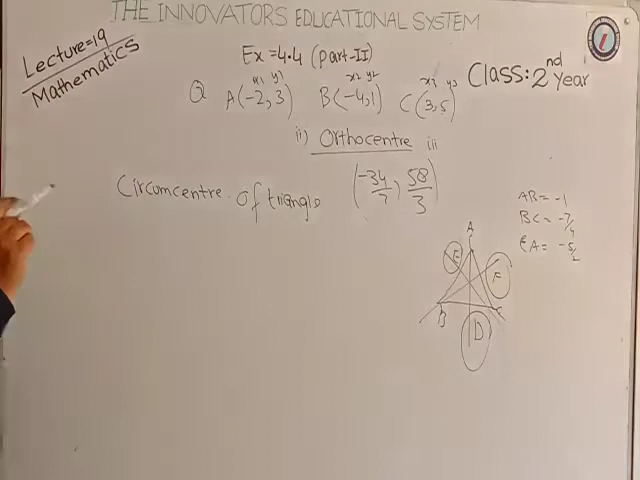 THE INNOVATORS EDUCATIONAL SYSTEM
Lecture=19
Mathematics
Ex=4.4 (part-II)
Class: 2nd year
x1 y1 x2 y2 x3 y3
Q A(-2,3) B(-4,1) C(3,5)
ii) Orthocentre iii
Circumcentre of triangle (-34/3, 58/3)
AB = -1
BC = -7/4
CA = -5/2
A
F
E
B
C
D